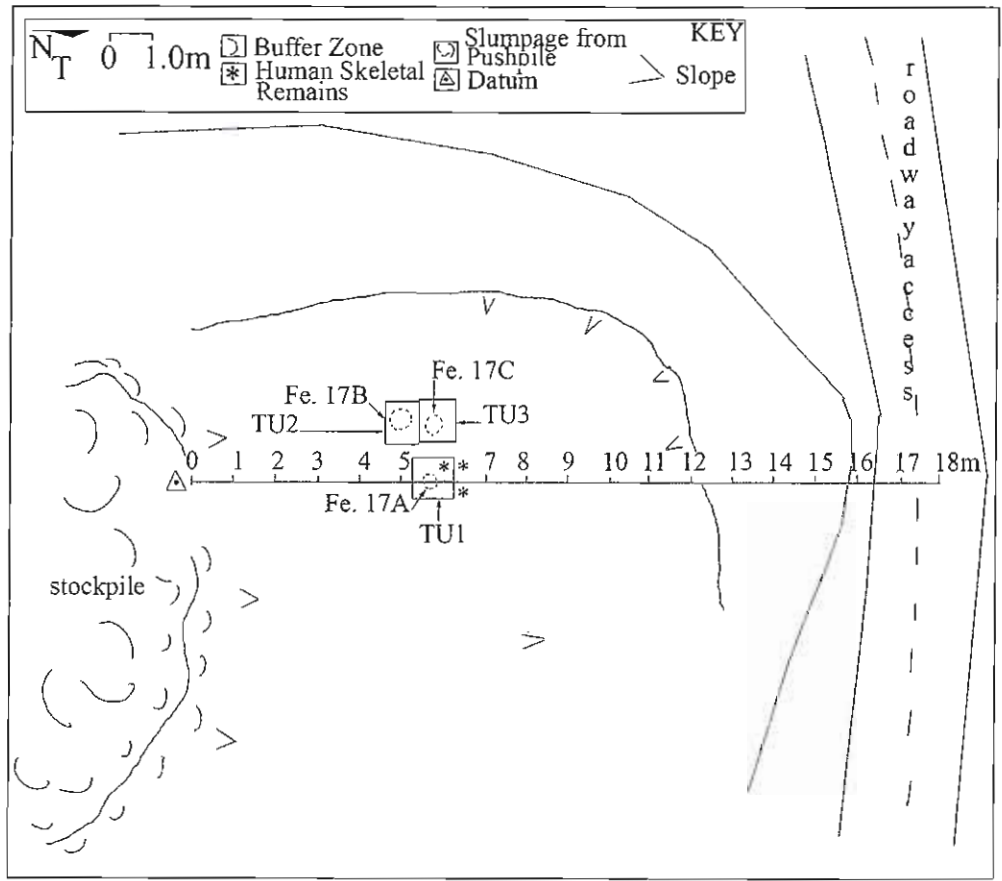 KEY
N
T
0 1.0m
Buffer Zone
* Human Skeletal
Remains
Slumpage from
Pushpile
Datum
Slope
roadway access
Fe. 17C
Fe. 17B
TU2
TU3
0 1 2 3 4 5 7 8 9 10 11 12 13 14 15 16 17 18m
* *
*
Fe. 17A
TU1
stockpile